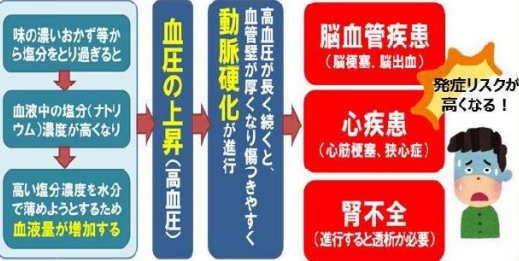 味の濃いおかず等か
ら塩分をとり過ぎると
血液中の塩分(ナトリ
ウム)濃度が高くなり
高い塩分濃度を水分
で薄めようとするため
血液量が増加する
血圧の上昇(高血圧)
高血圧が長く続くと、
血管壁が厚くなり傷つきやすく
動脈硬化が進行
脳血管疾患
(脳梗塞、脳出血)
心疾患
(心筋梗塞、狭心症)
腎不全
(進行すると透析が必要)
発症リスクが
高くなる!